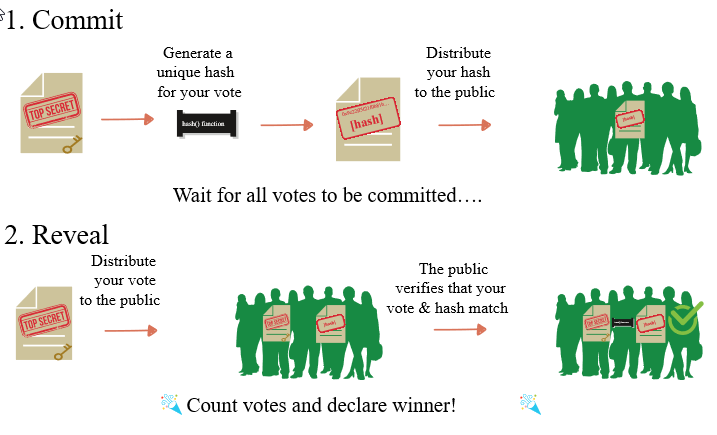 1. Commit
Generate a
unique hash
for your vote
Distribute
your hash
to the public
TOP SECRET
hash() function
[hash]
[hash]
Wait for all votes to be committed….
2. Reveal
Distribute
your vote
to the public
The public
verifies that your
vote & hash match
TOP SECRET
TOP SECRET
[hash]
TOP SECRET
[hash]
Count votes and declare winner!